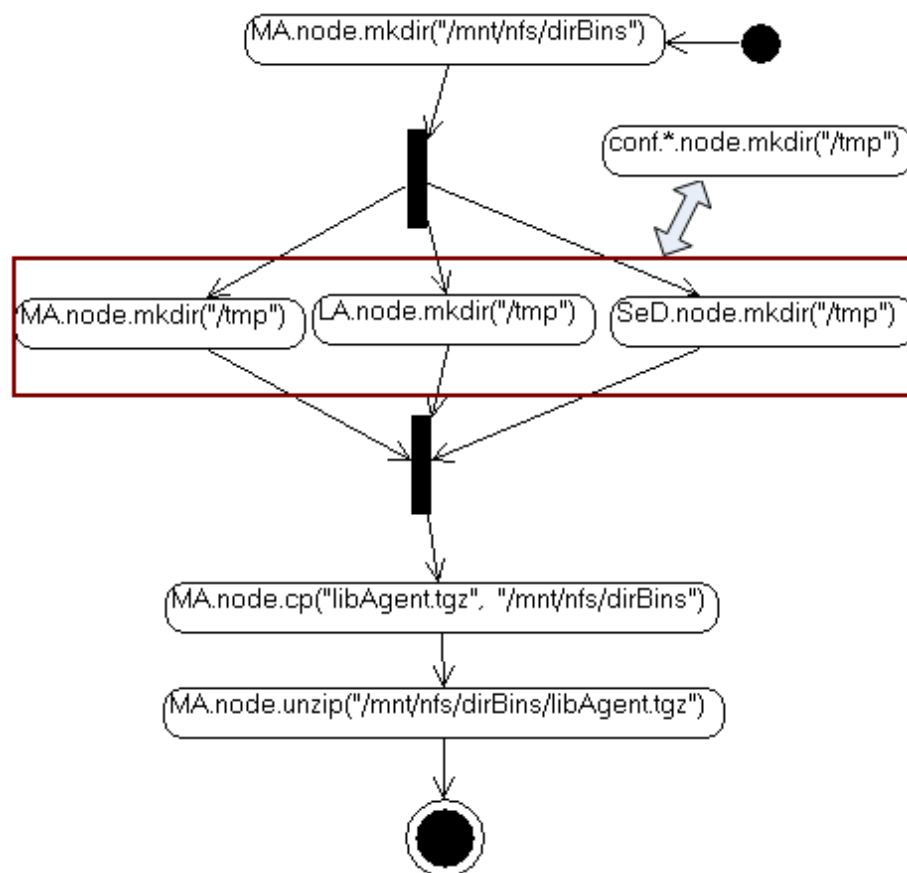 MA.node.mkdir("/mnt/nfs/dirBins")
conf.*.node.mkdir("/tmp")
MA.node.mkdir("/tmp")
LA.node.mkdir("/tmp")
SeD.node.mkdir("/tmp")
MA.node.cp("libAgent.tgz", "/mnt/nfs/dirBins")
MA.node.unzip("/mnt/nfs/dirBins/libAgent.tgz")